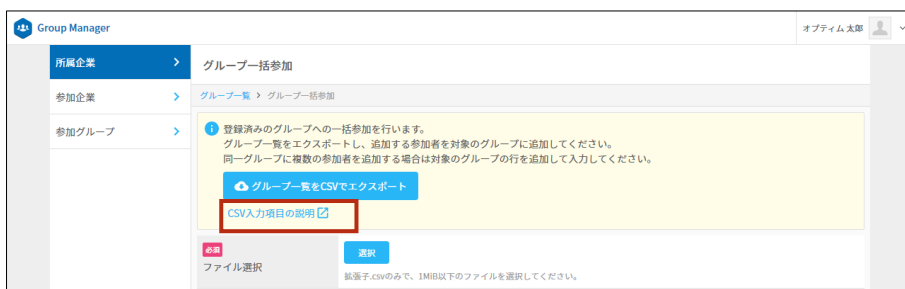 Group Manager
オプティム 太郎
所属企業
参加企業
参加グループ
グループ一括参加
グループ一覧 > グループ一括参加
登録済みのグループへの一括参加を行います。
グループ一覧をエクスポートし、追加する参加者を対象のグループに追加してください。
同一グループに複数の参加者を追加する場合は対象のグループの行を追加して入力してください。
グループ一覧をCSVでエクスポート
CSV入力項目の説明
必須
ファイル選択
選択
拡張子.csvのみで、1MiB以下のファイルを選択してください。